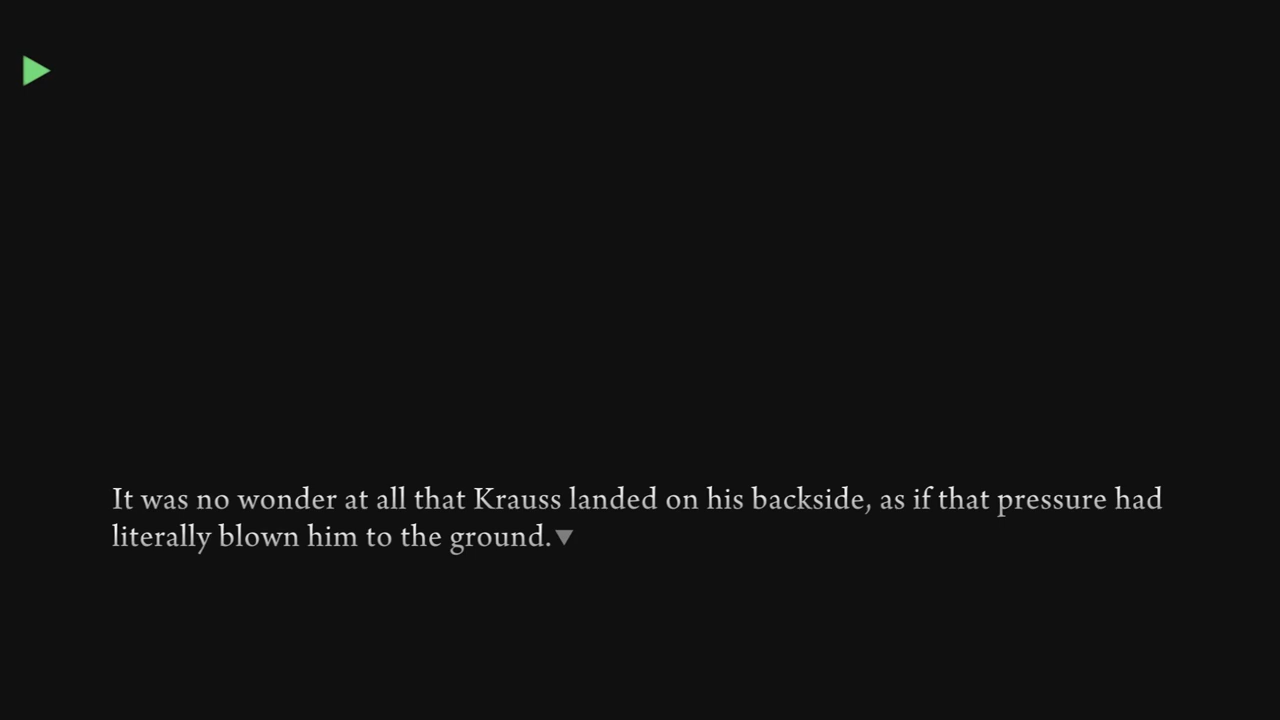 It was no wonder at all that Krauss landed on his backside, as if that pressure had
literally blown him to the ground.